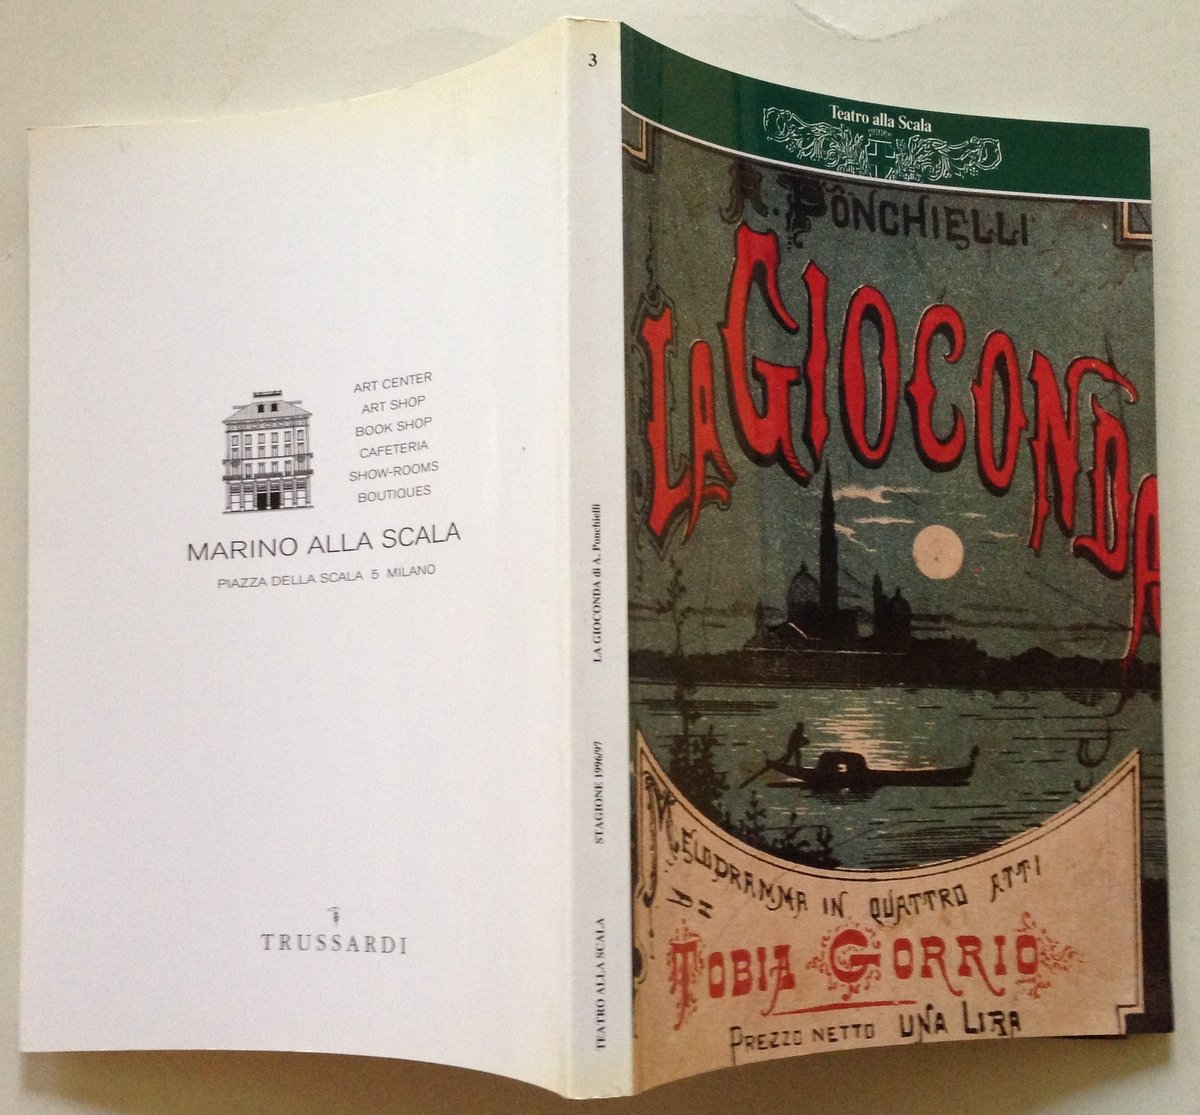 ART CENTER
ART SHOP
BOOK SHOP
CAFETERIA
SHOW-ROOMS
BOUTIQUES
MARINO ALLA SCALA
PIAZZA DELLA SCALA 5 MILANO
TRUSSARDI
3
LA GIOCONDA di A. Ponchielli
STAGIONE 1996/97
TEATRO ALLA SCALA
Teatro alla Scala
A. PONCHIELLI
LA GIOCONDA
MELODRAMMA IN QUATTRO ATTI
DI
TOBIA GORRIO
PREZZO NETTO UNA LIRA